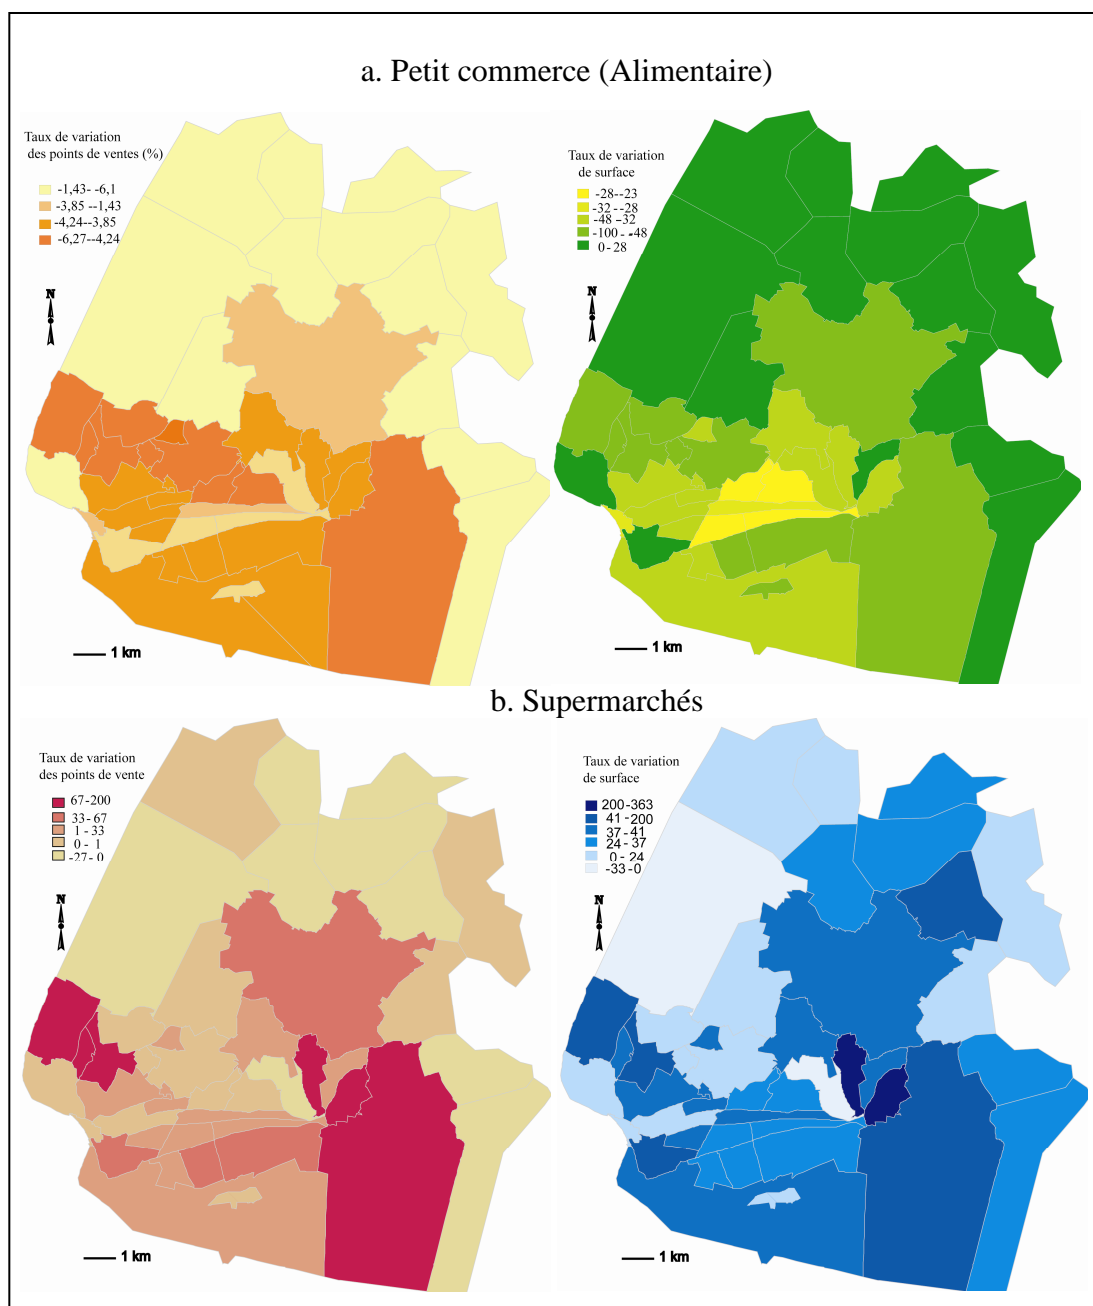 a. Petit commerce (Alimentaire)
Taux de variation
des points de ventes (%)
-1,43- -6,1
-3,85 --1,43
-4,24--3,85
-6,27--4,24
N
1 km
Taux de variation
de surface
-28--23
-32--28
-48 -32
-100 - -48
0 - 28
N
1 km
b. Supermarchés
Taux de variation
des points de vente
67-200
33 - 67
1 - 33
0 - 1
-27- 0
N
1 km
Taux de variation
de surface
200-363
41 -200
37-41
24 - 37
0 - 24
-33-0
N
1 km